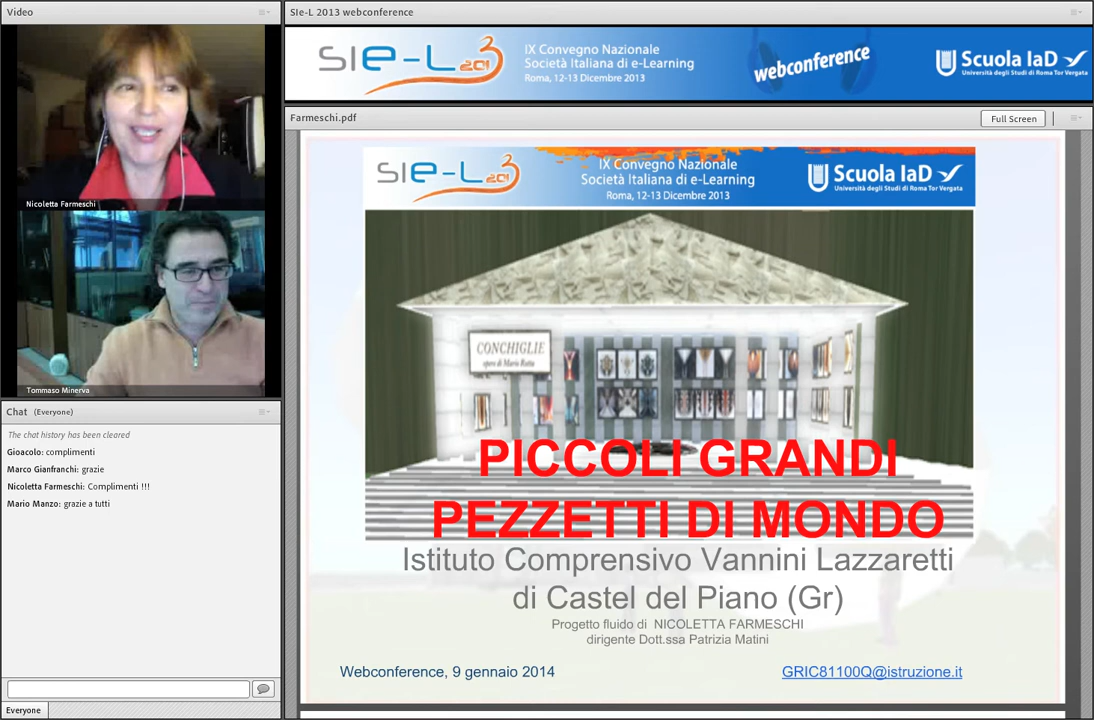 Video
Nicoletta Farmeschi
Tommaso Minerva
Chat (Everyone)
The chat history has been cleared
Gioacolo: complimenti
Marco Gianfranchi: grazie
Nicoletta Farmeschi: Complimenti !!!
Mario Manzo: grazie a tutti
Everyone
SIe-L 2013 webconference
SIe-L 2013
IX Convegno Nazionale
Società Italiana di e-Learning
Roma, 12-13 Dicembre 2013
webconference
Scuola IaD
Università degli Studi di Roma Tor Vergata
Farmeschi.pdf
Full Screen
SIe-L 2013
IX Convegno Nazionale
Società Italiana di e-Learning
Roma, 12-13 Dicembre 2013
Scuola IaD
Università degli Studi di Roma Tor Vergata
CONCHIGLIE
opere di Mario Rotta
PICCOLI GRANDI
PEZZETTI DI MONDO
Istituto Comprensivo Vannini Lazzaretti
di Castel del Piano (Gr)
Progetto fluido di NICOLETTA FARMESCHI
dirigente Dott.ssa Patrizia Matini
Webconference, 9 gennaio 2014
GRIC81100Q@istruzione.it